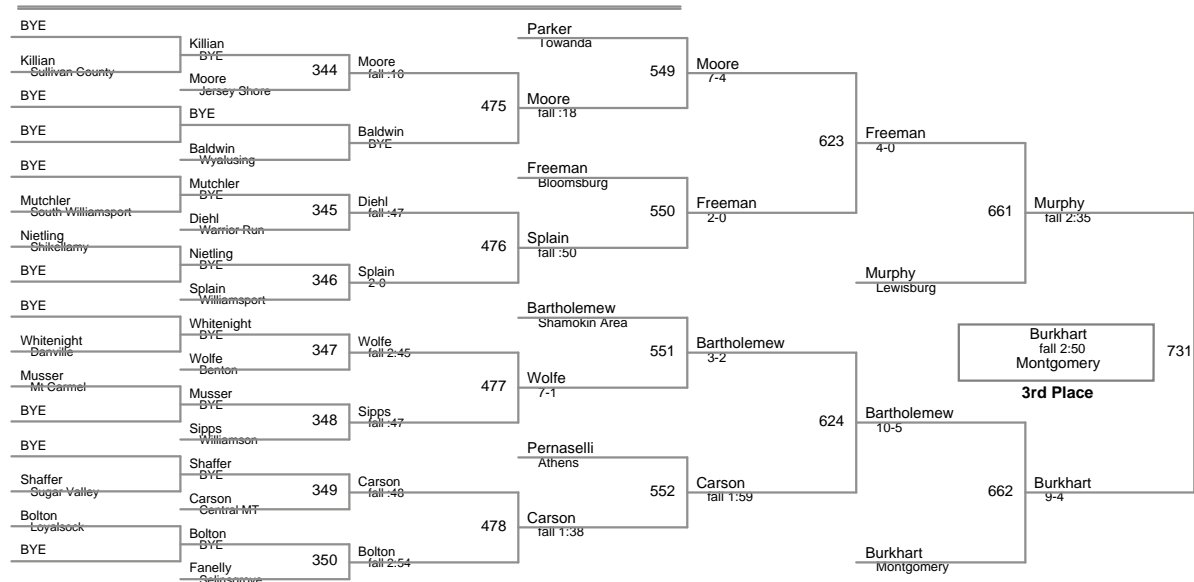 BYE
Killian
Sullivan County
BYE
BYE
BYE
Mutchler
South Williamsport
Nietling
Shikellamy
BYE
BYE
Whitenight
Danville
Musser
Mt Carmel
BYE
BYE
Shaffer
Sugar Valley
Bolton
Loyalsock
BYE
Killian
BYE
344
Moore
Jersey Shore
BYE
Baldwin
Wyalusing
Mutchler
BYE
345
Diehl
Warrior Run
Nietling
BYE
346
Splain
Williamsport
Whitenight
BYE
347
Wolfe
Benton
Musser
BYE
348
Sipps
Williamson
Shaffer
BYE
349
Carson
Central MT
Bolton
BYE
350
Fanelly
Selinsgrove
Moore
fall :10
475
Baldwin
BYE
Diehl
fall :47
476
Splain
2-0
Wolfe
fall 2:45
477
Sipps
fall :47
Carson
fall :48
478
Bolton
fall 2:54
Parker
Towanda
549
Moore
fall :18
Freeman
Bloomsburg
550
Splain
fall :50
Bartholemew
Shamokin Area
551
Wolfe
7-1
Pernaselli
Athens
552
Carson
fall 1:38
Moore
7-4
623
Freeman
2-0
Bartholemew
3-2
624
Carson
fall 1:59
Freeman
4-0
661
Murphy
Lewisburg
Bartholemew
10-5
662
Burkhart
Montgomery
Murphy
fall 2:35
Burkhart
fall 2:50
Montgomery
731
3rd Place
Burkhart
9-4